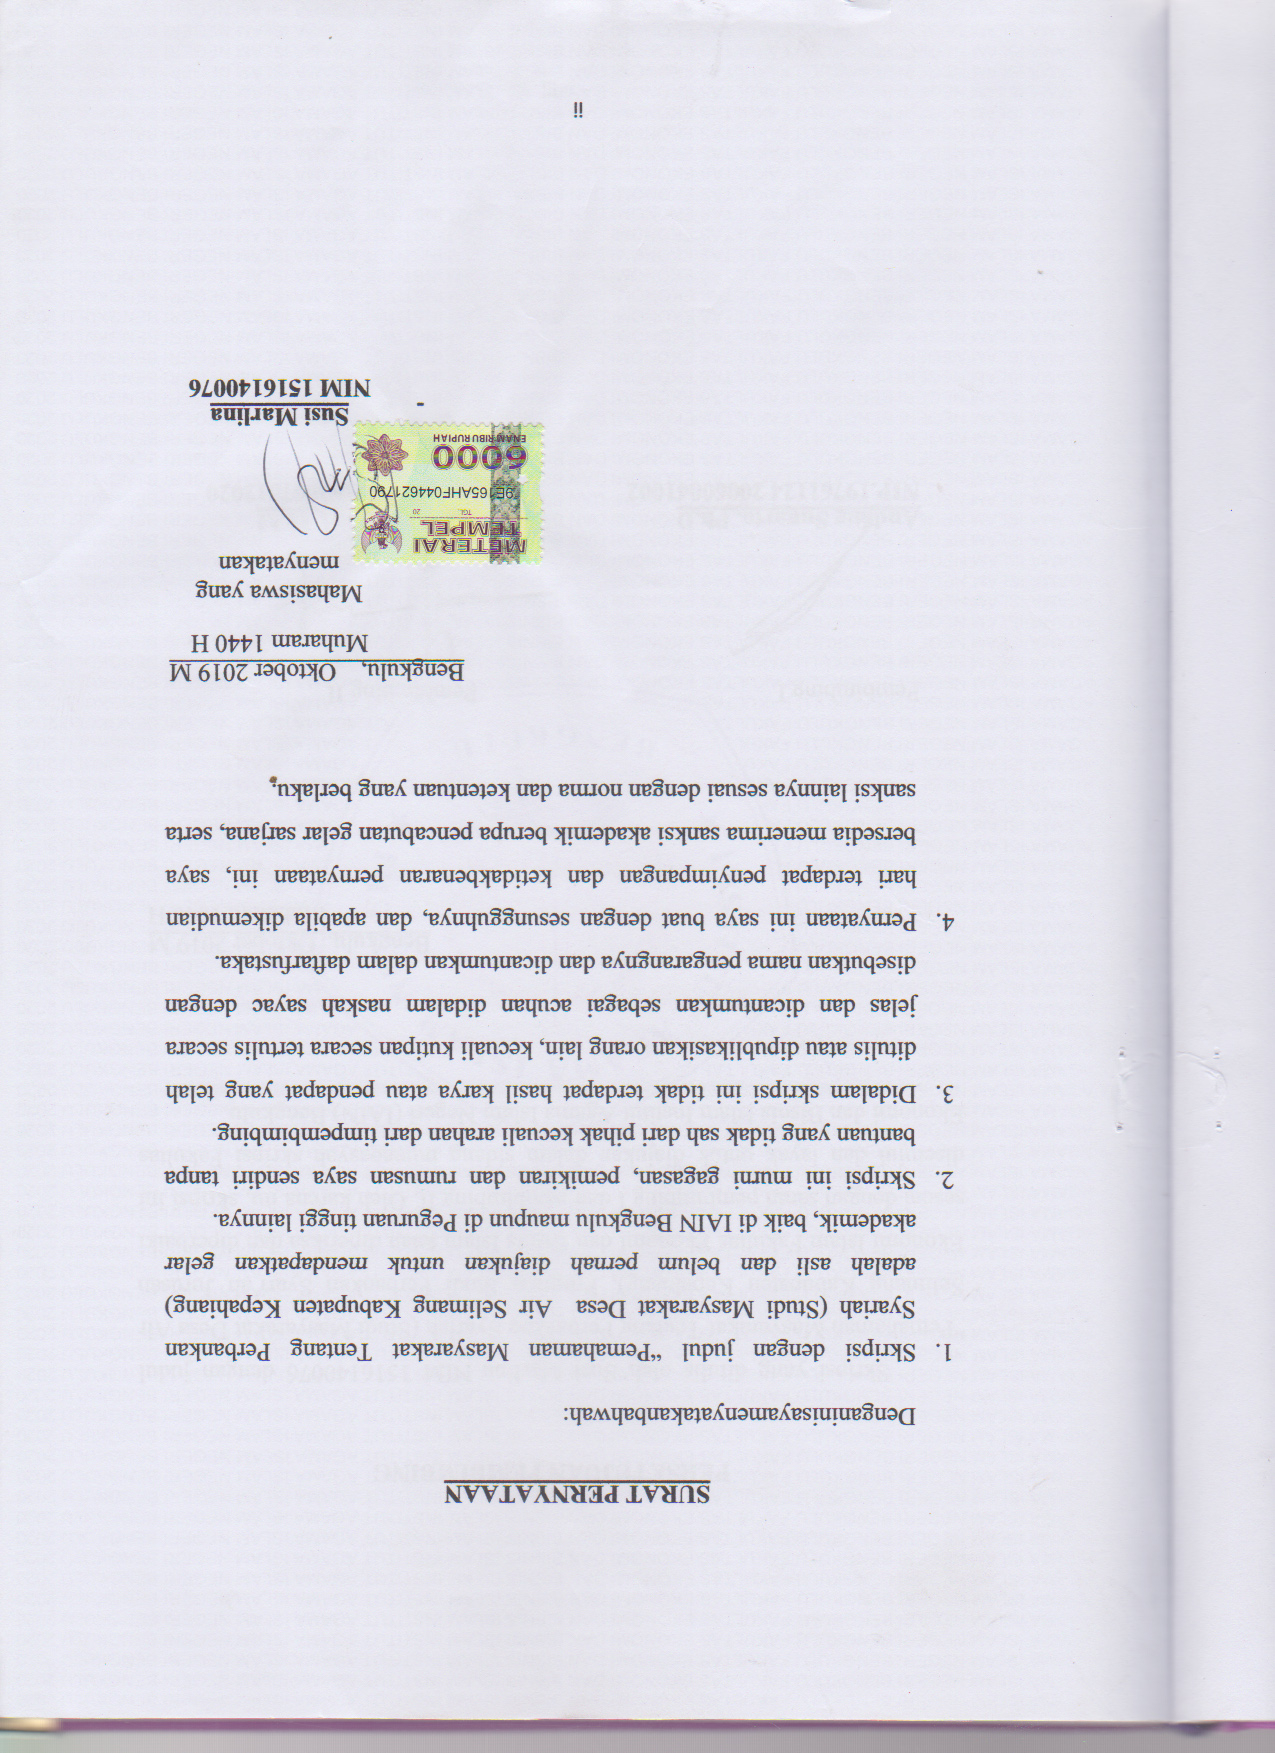 SURAT PERNYATAAN
Denganinisayamenyatakanbahwah:
1. Skripsi dengan judul “Pemahaman Masyarakat Tentang Perbankan
Syariah (Studi Masyarakat Desa Air Selimang Kabupaten Kepahiang)
adalah asli dan belum pernah diajukan untuk mendapatkan gelar
akademik, baik di IAIN Bengkulu maupun di Peguruan tinggi lainnya.
2. Skripsi ini murni gagasan, pemikiran dan rumusan saya sendiri tanpa
bantuan yang tidak sah dari pihak kecuali arahan dari timpembimbing.
3. Didalam skripsi ini tidak terdapat hasil karya atau pendapat yang telah
ditulis atau dipublikasikan orang lain, kecuali kutipan secara tertulis secara
jelas dan dicantumkan sebagai acuhan didalam naskah sayac dengan
disebutkan nama pengarangnya dan dicantumkan dalam daftarfustaka.
4. Pernyataan ini saya buat dengan sesungguhnya, dan apabila dikemudian
hari terdapat penyimpangan dan ketidakbenaran pernyataan ini, saya
bersedia menerima sanksi akademik berupa pencabutan gelar sarjana, serta
sanksi lainnya sesuai dengan norma dan ketentuan yang berlaku,
Bengkulu, Oktober 2019 M
Muharam 1440 H
Mahasiswa yang
menyatakan
METERAI
TEMPEL
TGL. 20
9E165AHF044621790
6000
ENAM RIBU RUPIAH
Susi Marlina
NIM 1516140076
ii